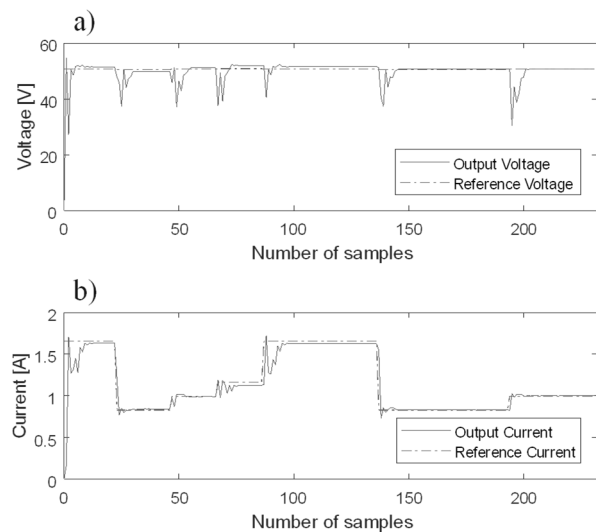 a)
60
40
20
0
Voltage [V]
Output Voltage
Reference Voltage
0
50
100
150
200
Number of samples
b)
2
1.5
1
0.5
0
Current [A]
Output Current
Reference Current
0
50
100
150
200
Number of samples